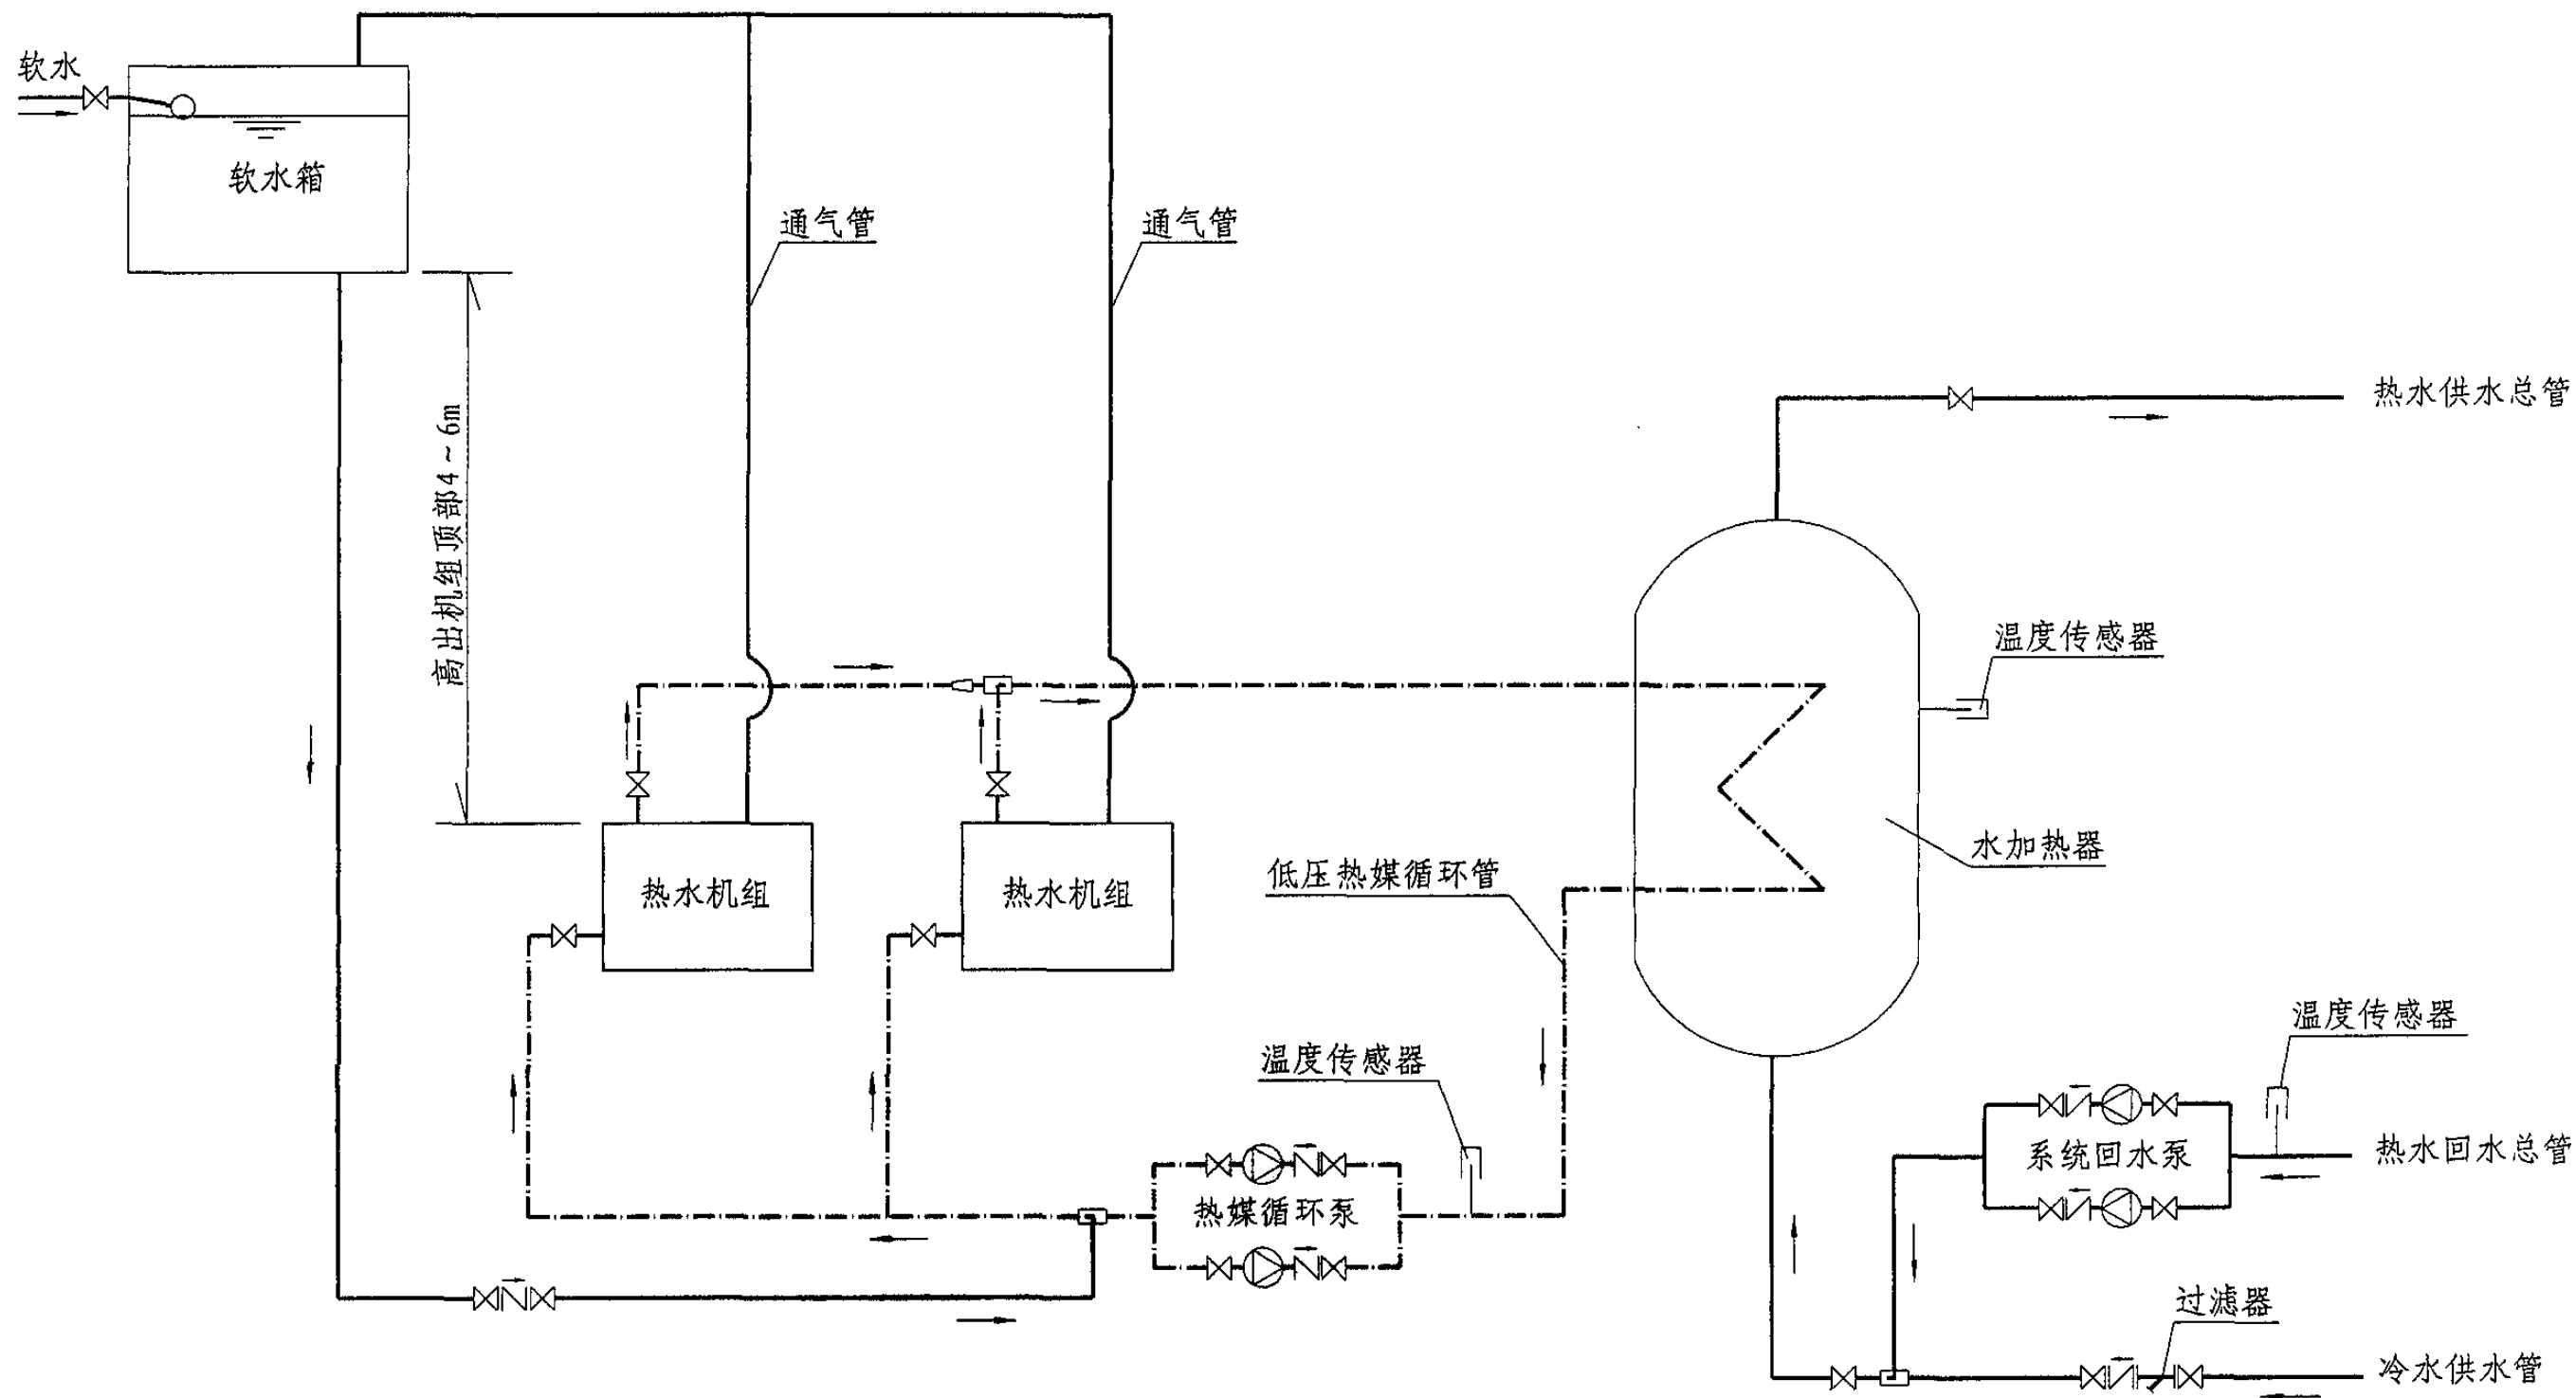 软水
软水箱
通气管
通气管
高出机组顶部4～6m
热水供水总管
温度传感器
水加热器
热水机组
热水机组
低压热媒循环管
温度传感器
温度传感器
热媒循环泵
系统回水泵
热水回水总管
过滤器
冷水供水管